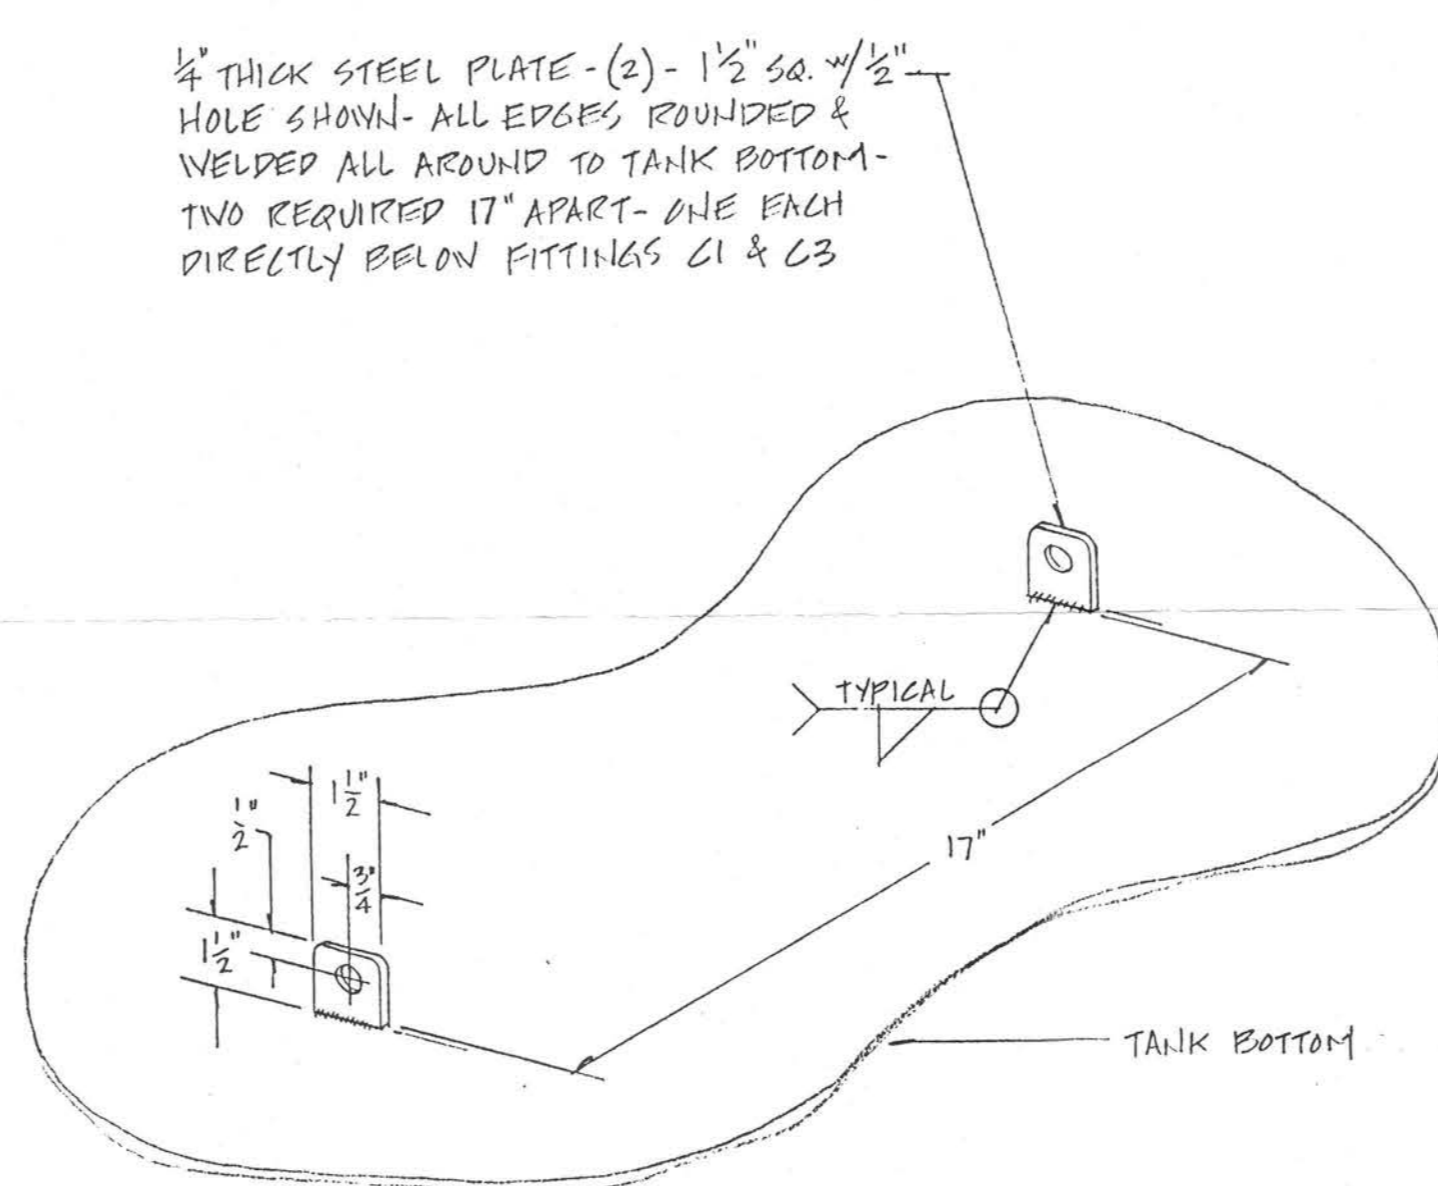 1/4" THICK STEEL PLATE - (2) - 1 1/2" SQ. W/ 1/2"
HOLE SHOWN - ALL EDGES ROUNDED &
WELDED ALL AROUND TO TANK BOTTOM -
TWO REQUIRED 17" APART - ONE EACH
DIRECTLY BELOW FITTINGS C1 & C3
TYPICAL
1 1/2"
1/2"
3/4"
17"
1 1/2"
TANK BOTTOM